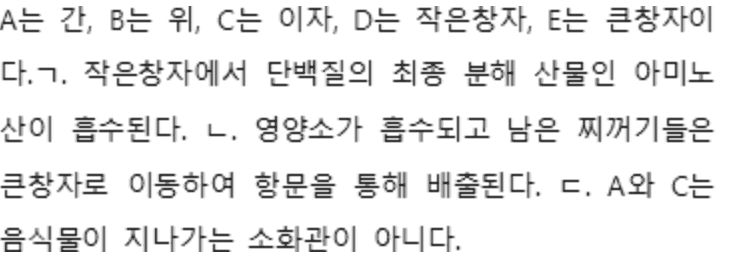 A는 간, B는 위, C는 이자, D는 작은창자, E는 큰창자이
다.ㄱ. 작은창자에서 단백질의 최종 분해 산물인 아미노
산이 흡수된다. ㄴ. 영양소가 흡수되고 남은 찌꺼기들은
큰창자로 이동하여 항문을 통해 배출된다. ㄷ. A와 C는
음식물이 지나가는 소화관이 아니다.